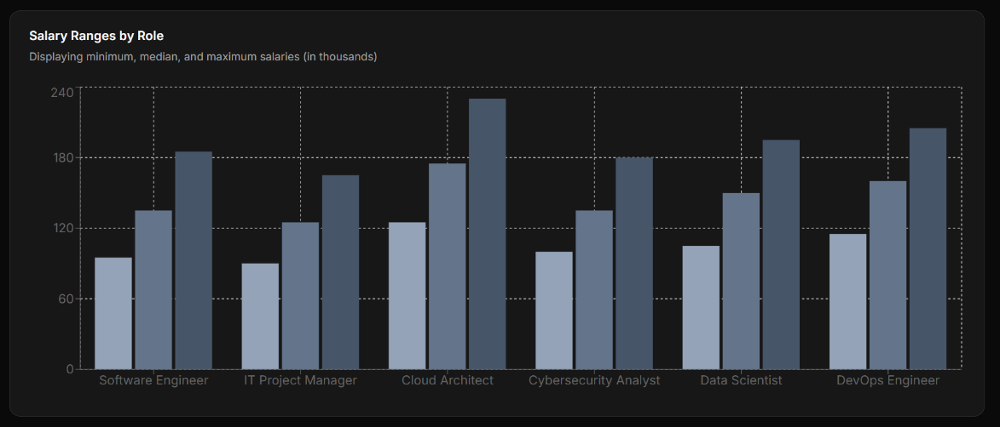 Salary Ranges by Role
Displaying minimum, median, and maximum salaries (in thousands)
240
180
120
60
0
Software Engineer IT Project Manager Cloud Architect Cybersecurity Analyst Data Scientist DevOps Engineer